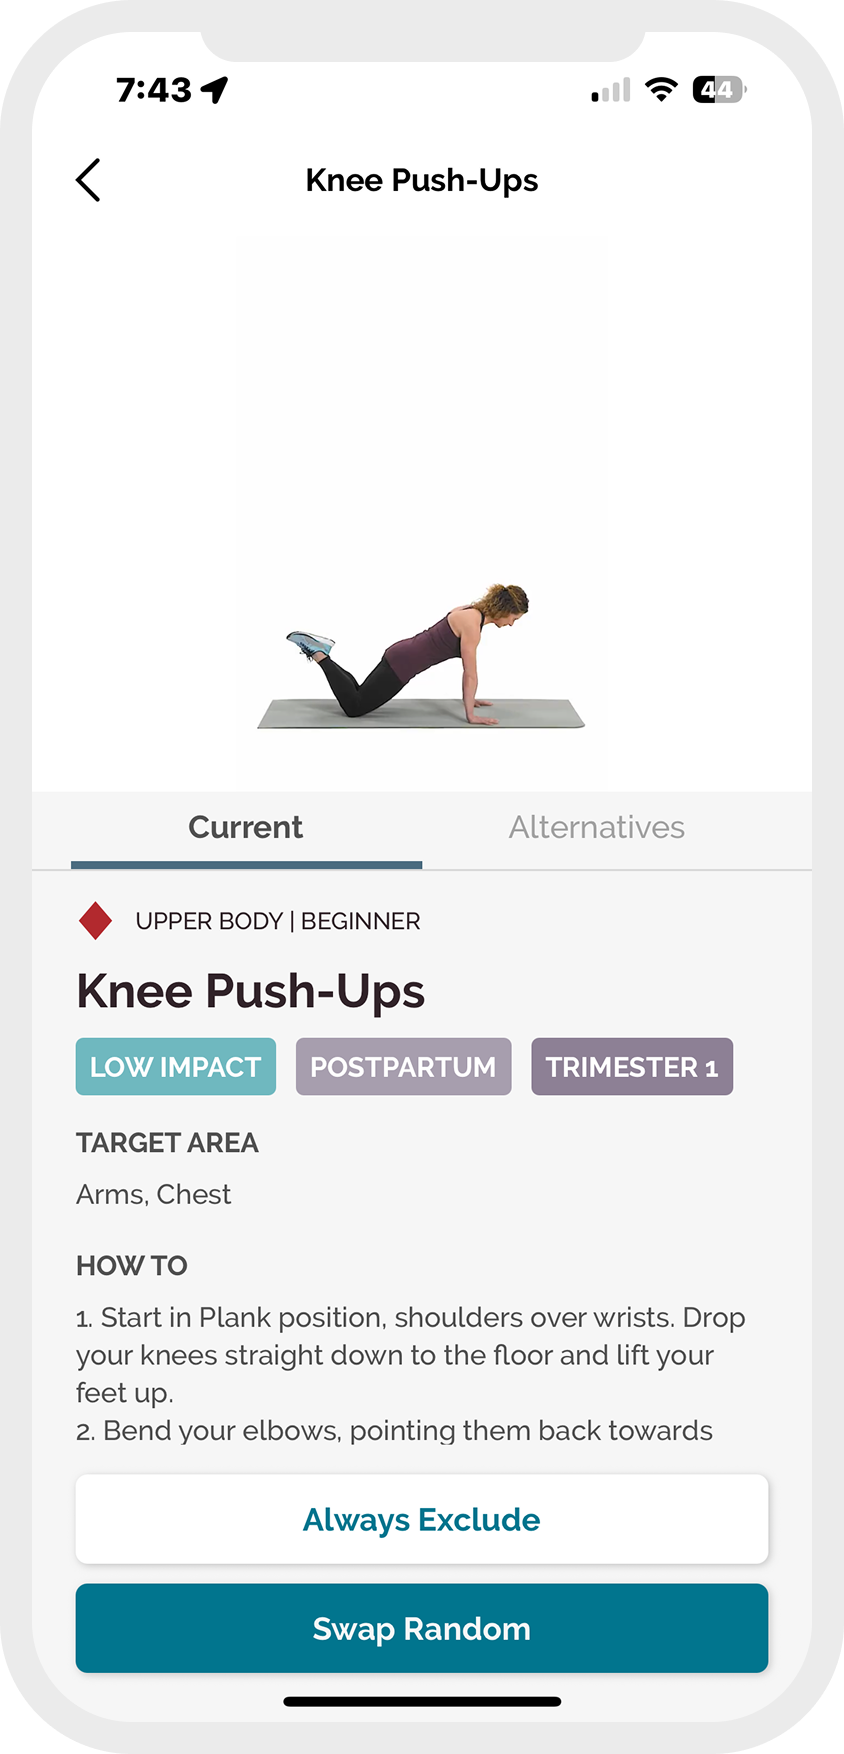 7:43
44
Knee Push-Ups
Current
Alternatives
UPPER BODY | BEGINNER
Knee Push-Ups
LOW IMPACT
POSTPARTUM
TRIMESTER 1
TARGET AREA
Arms, Chest
HOW TO
1. Start in Plank position, shoulders over wrists. Drop
your knees straight down to the floor and lift your
feet up.
2. Bend your elbows, pointing them back towards
Always Exclude
Swap Random